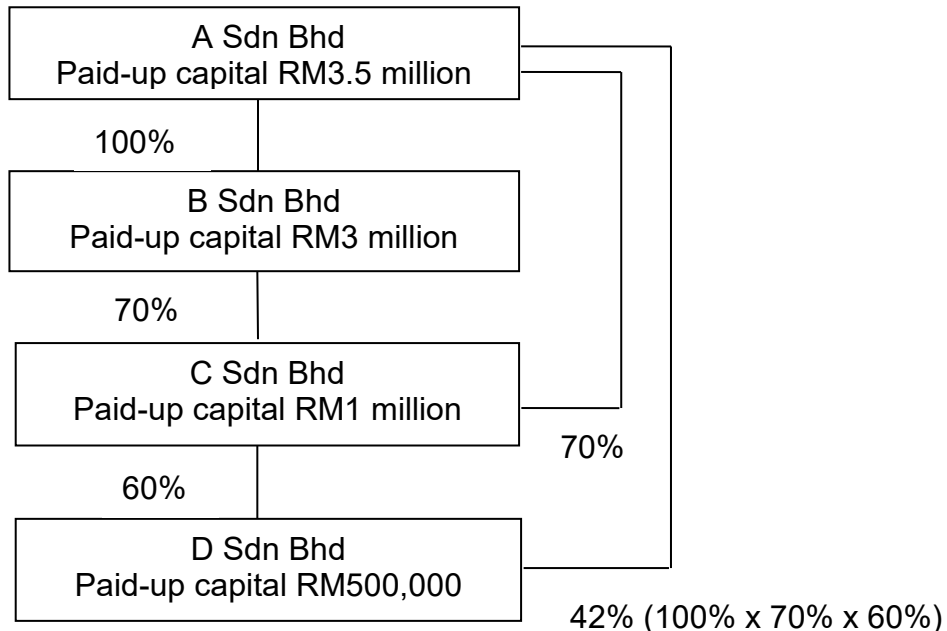 A Sdn Bhd
Paid-up capital RM3.5 million
100%
B Sdn Bhd
Paid-up capital RM3 million
70%
C Sdn Bhd
Paid-up capital RM1 million
70%
60%
D Sdn Bhd
Paid-up capital RM500,000
42% (100% x 70% x 60%)